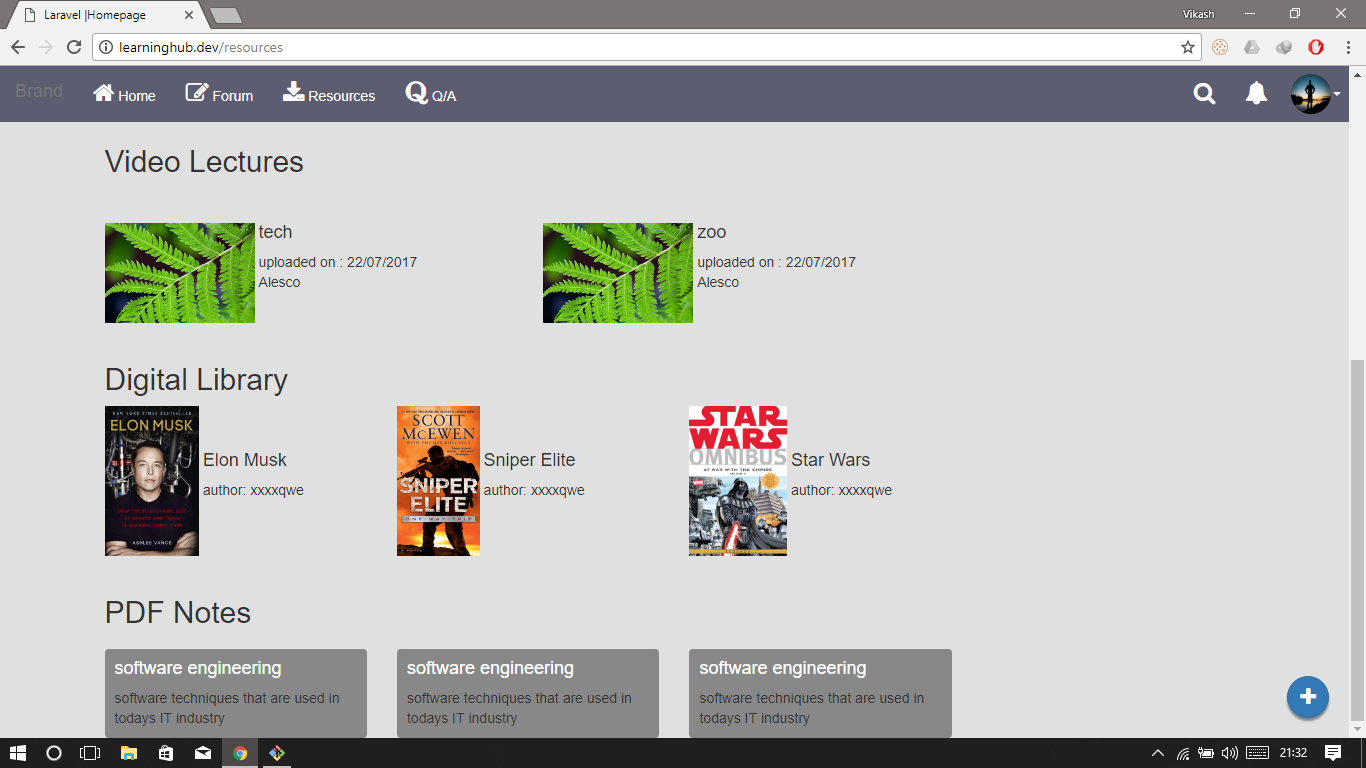 Laravel |Homepage
Vikash
learninghub.dev/resources
Brand
Home
Forum
Resources
Q Q/A
Video Lectures
tech
uploaded on : 22/07/2017
Alesco
zoo
uploaded on : 22/07/2017
Alesco
Digital Library
NEW YORK TIMES BESTSELLER
ELON MUSK
ASHLEE VANCE
Elon Musk
author: xxxxqwe
SCOTT
McEWEN
SNIPER
ELITE
ONE-WAY TRIP
A NOVEL
Sniper Elite
author: xxxxqwe
STAR
WARS
OMNIBUS
AT WAR WITH THE EMPIRE
Star Wars
author: xxxxqwe
PDF Notes
software engineering
software techniques that are used in
todays IT industry
software engineering
software techniques that are used in
todays IT industry
software engineering
software techniques that are used in
todays IT industry
21:32